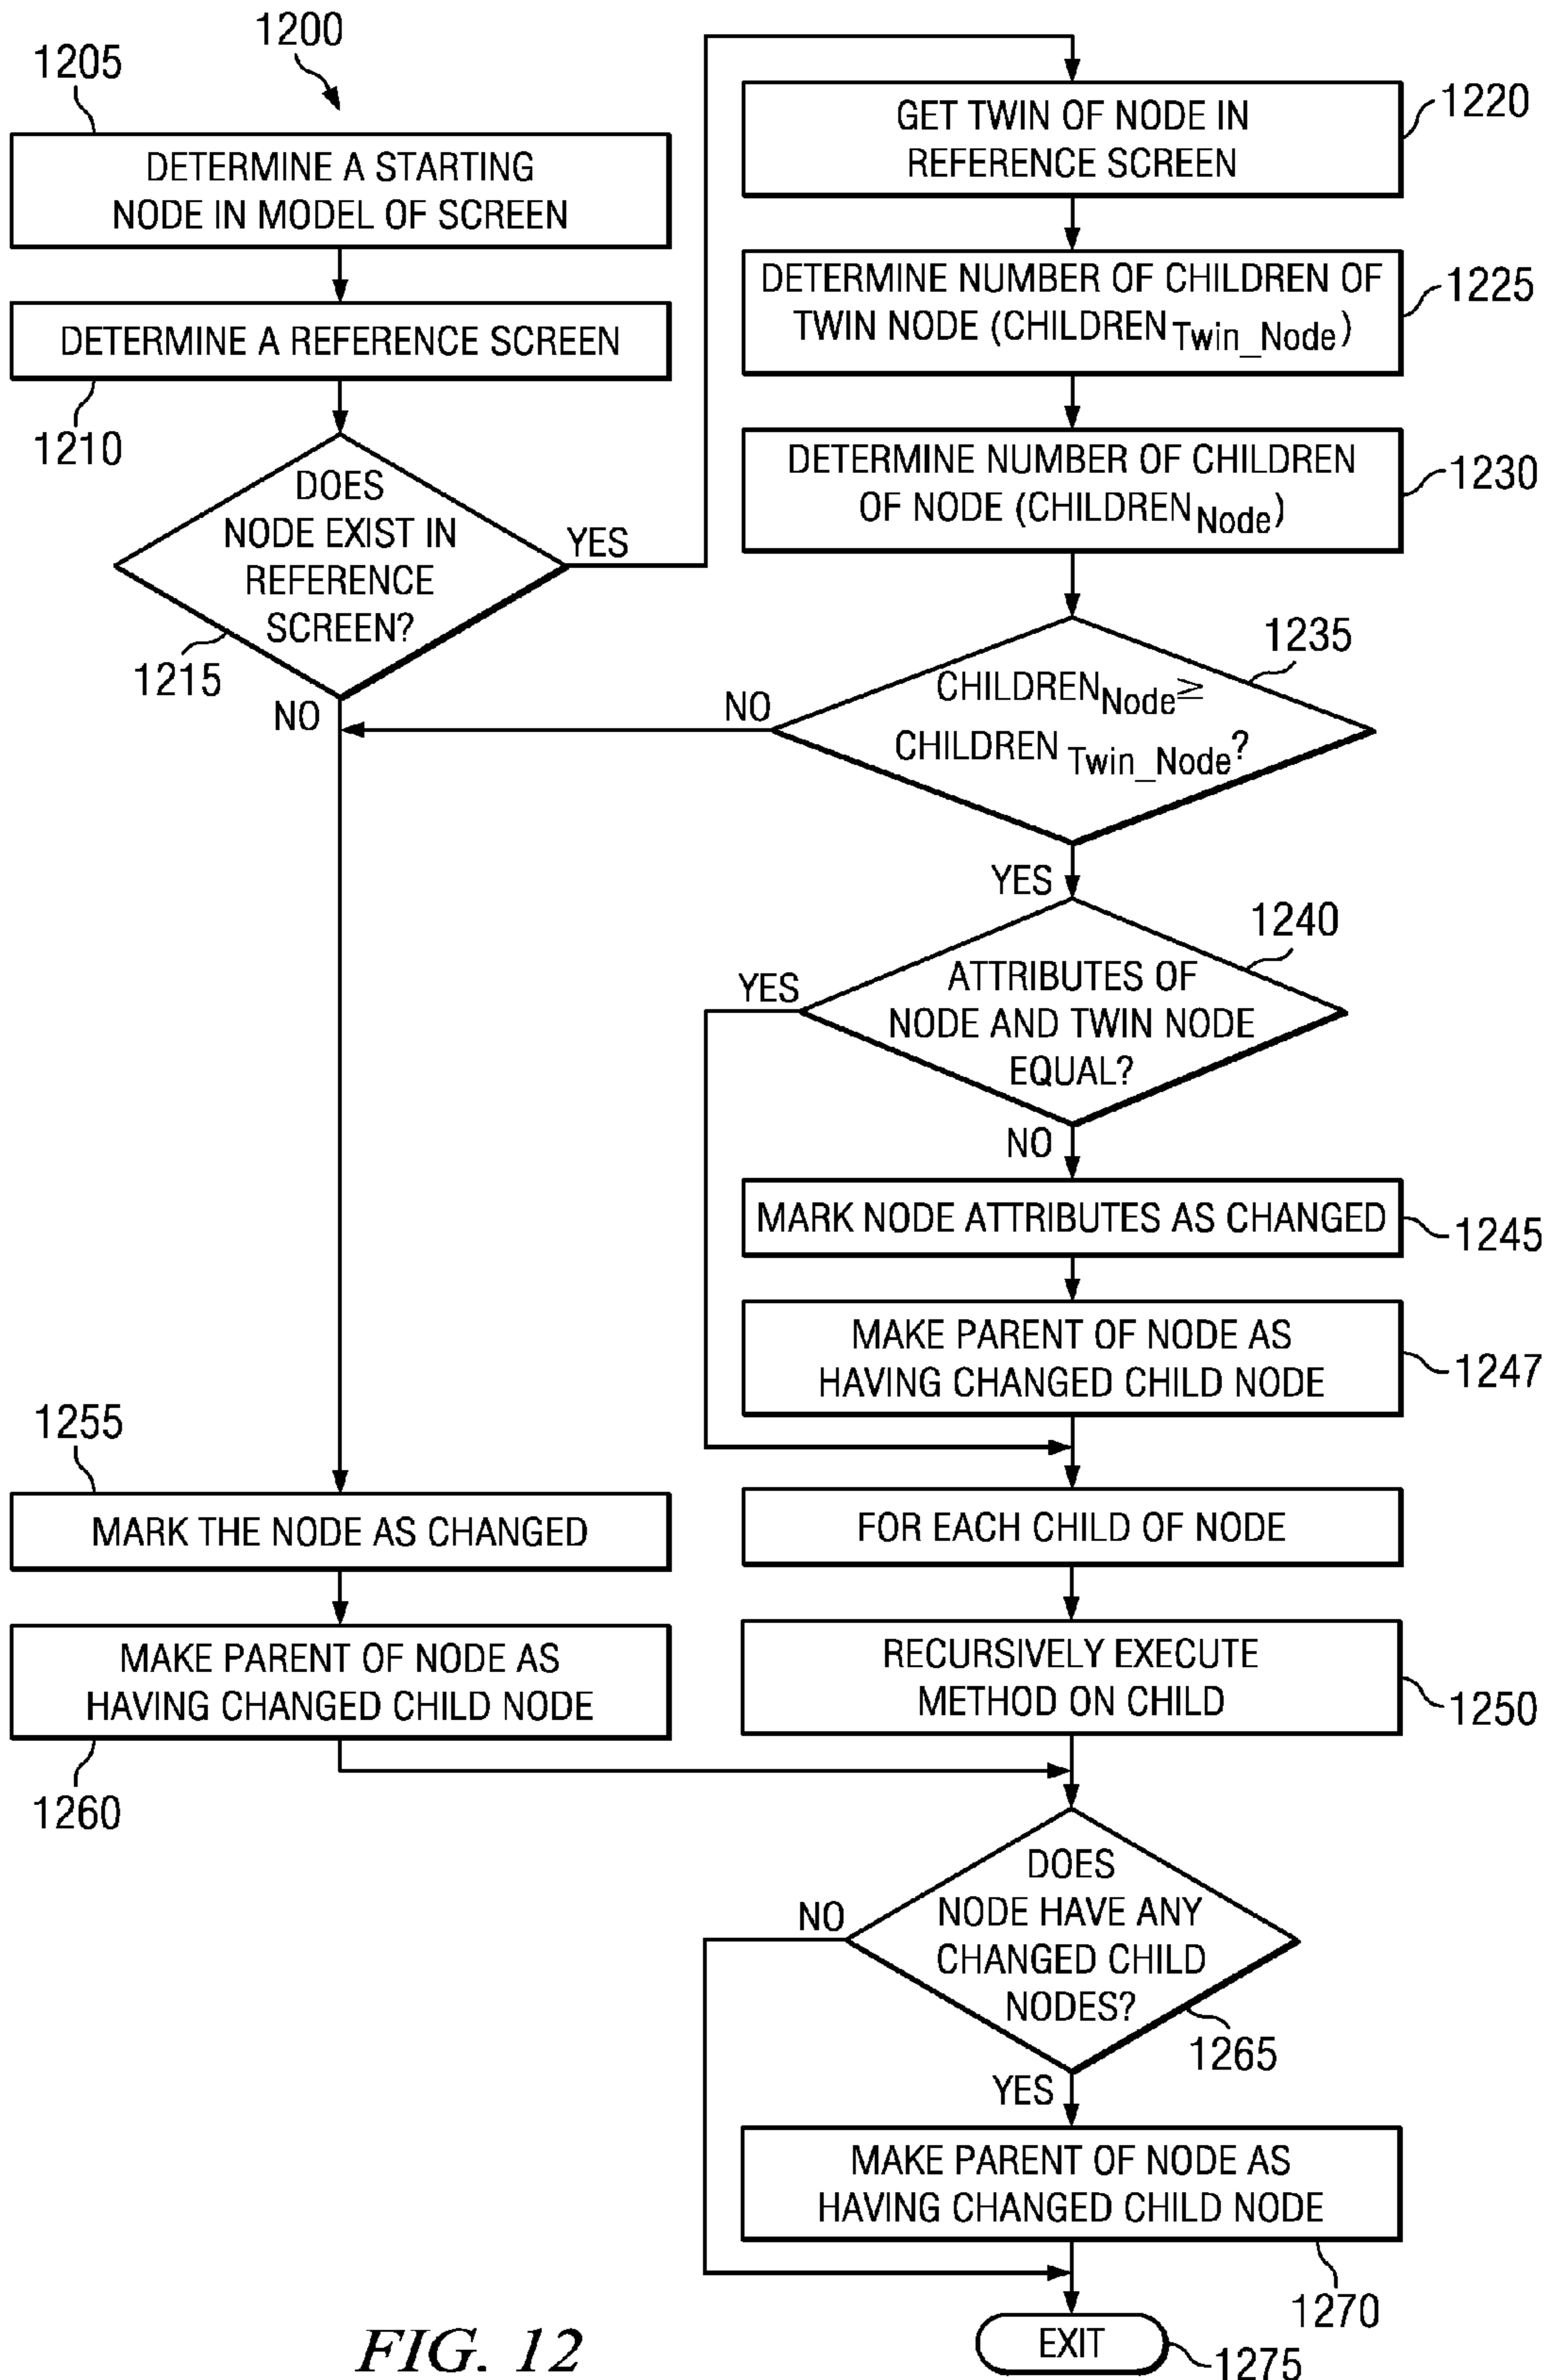 1200
1205
DETERMINE A STARTING
NODE IN MODEL OF SCREEN
DETERMINE A REFERENCE SCREEN
1210
DOES
NODE EXIST IN
REFERENCE
SCREEN?
YES
1215
NO
GET TWIN OF NODE IN
REFERENCE SCREEN
1220
DETERMINE NUMBER OF CHILDREN OF
TWIN NODE (CHILDREN Twin_Node)
1225
DETERMINE NUMBER OF CHILDREN
OF NODE (CHILDREN Node)
1230
1235
CHILDREN Node ≥
CHILDREN Twin_Node?
NO
YES
1240
ATTRIBUTES OF
NODE AND TWIN NODE
EQUAL?
YES
NO
MARK NODE ATTRIBUTES AS CHANGED
1245
MAKE PARENT OF NODE AS
HAVING CHANGED CHILD NODE
1247
1255
MARK THE NODE AS CHANGED
MAKE PARENT OF NODE AS
HAVING CHANGED CHILD NODE
1260
FOR EACH CHILD OF NODE
RECURSIVELY EXECUTE
METHOD ON CHILD
1250
DOES
NODE HAVE ANY
CHANGED CHILD
NODES?
NO
1265
YES
MAKE PARENT OF NODE AS
HAVING CHANGED CHILD NODE
1270
EXIT
1275
FIG. 12